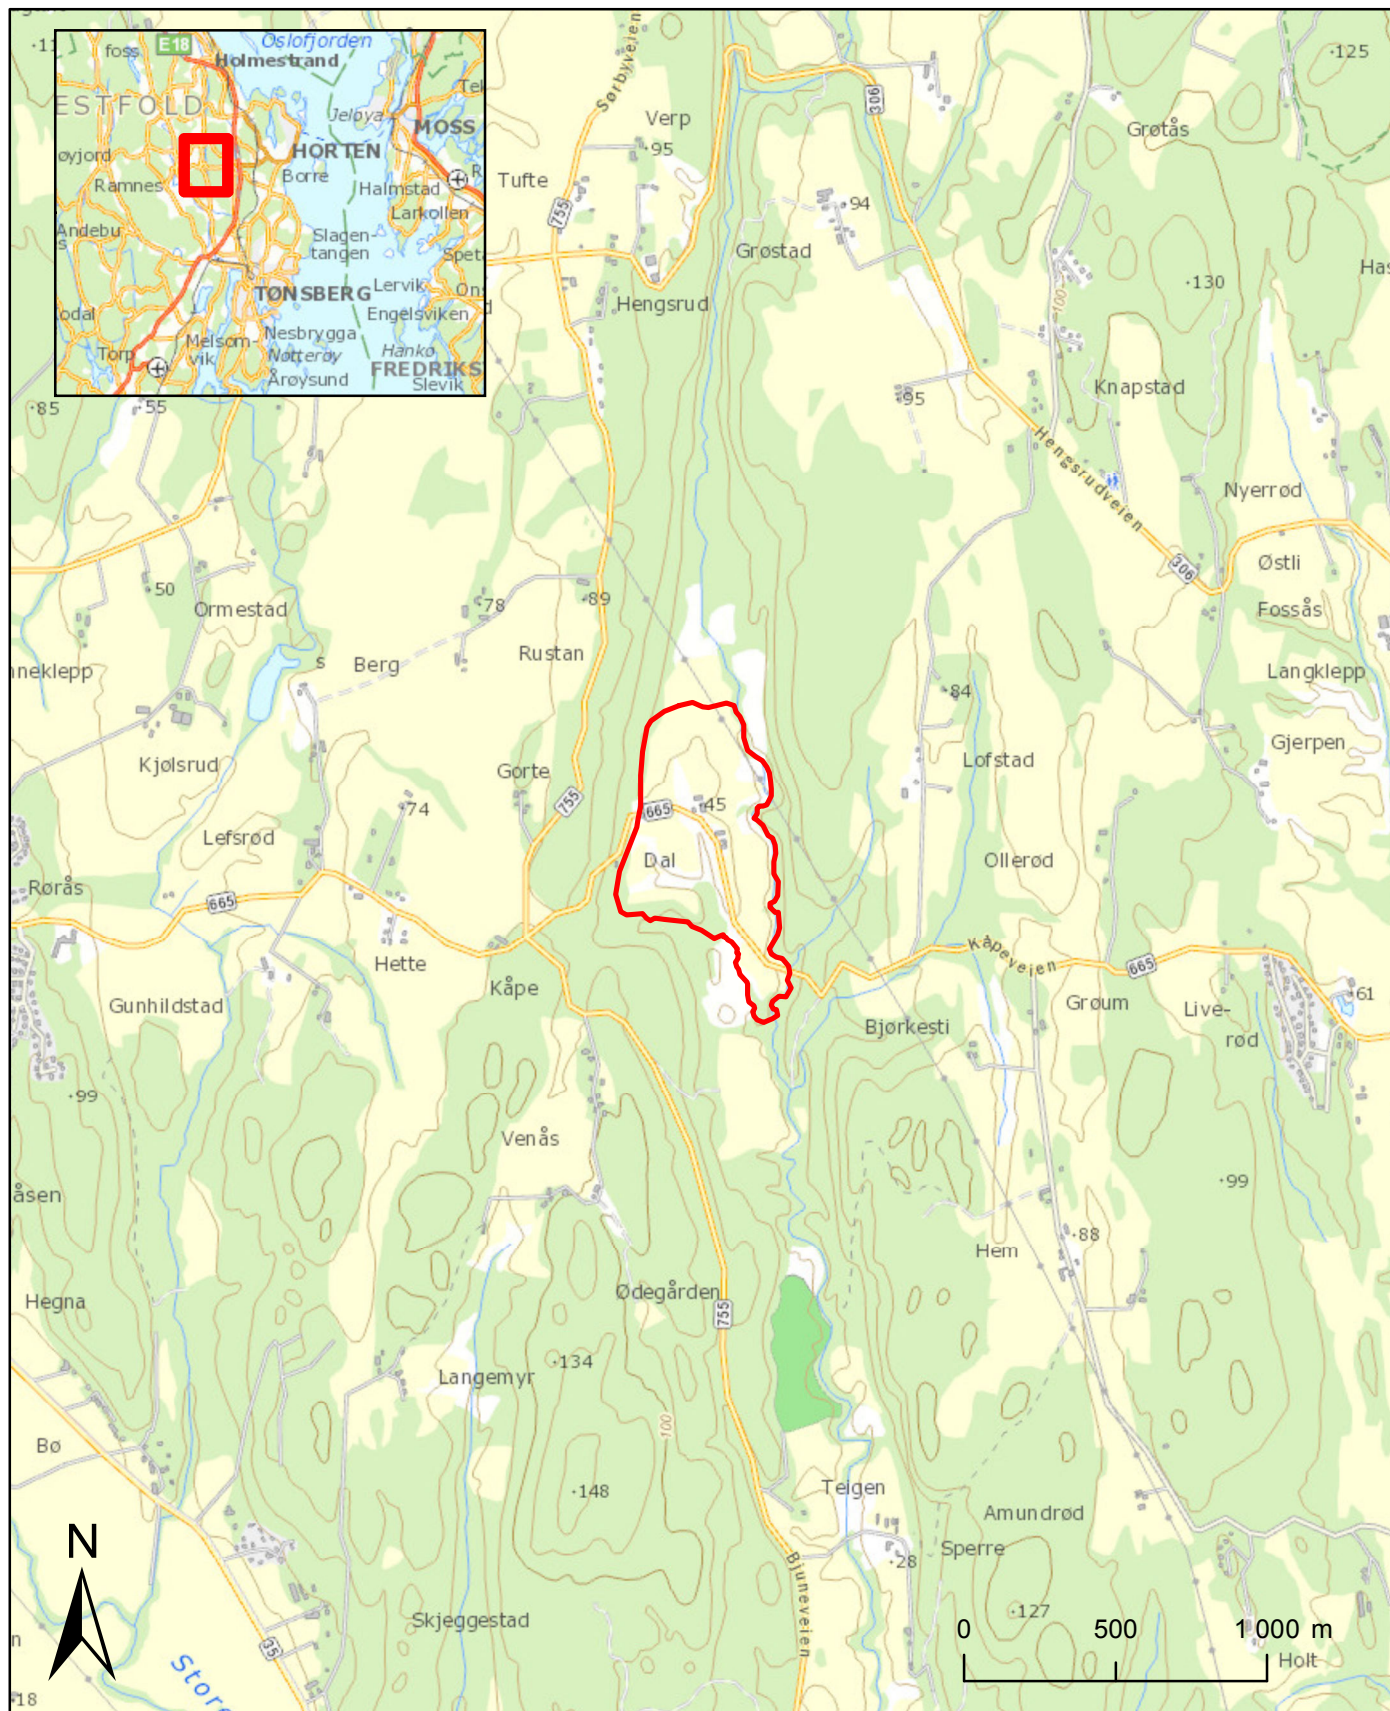 foss
E18
Oslofjorden
Holmestrand
ESTFOLD
Jeløya
MOSS
HORTEN
øyjord
Ramnes
Borre
Halmstad
Larkollen
Andebu
Slagen-
tangen
TØNSBERG
Lervik
Engelsviken
Nesbrygga
Melsom-
vik
Nøtterøy
Torp
Årøysund
Hankø
FREDRIKS
Slevik
Sørbyveien
Verp
95
Tufte
755
Hengsrud
306
Grøtås
125
94
Grøstad
130
Has
100
Knapstad
95
Hengsrudveien
Nyerrød
306
Østli
Fossås
Langklepp
Gjerpen
85
55
50
Ormestad
78
89
Rustan
s
Berg
nneklepp
Kjølsrud
Gorte
755
74
Lefsrød
Rørås
665
665
45
Dal
84
Lofstad
Ollerød
Hette
Kåpe
Gunhildstad
Kåpeveien
665
Grøum
Bjørkesti
Live-
rød
61
99
Venås
åsen
99
Hem
88
Hegna
Ødegården
755
134
Langemyr
100
Bø
148
Teigen
Amundrød
Sperre
28
Bjuneveien
Skjeggestad
127
N
35
Store
n
18
0 500 1 000 m
Holt